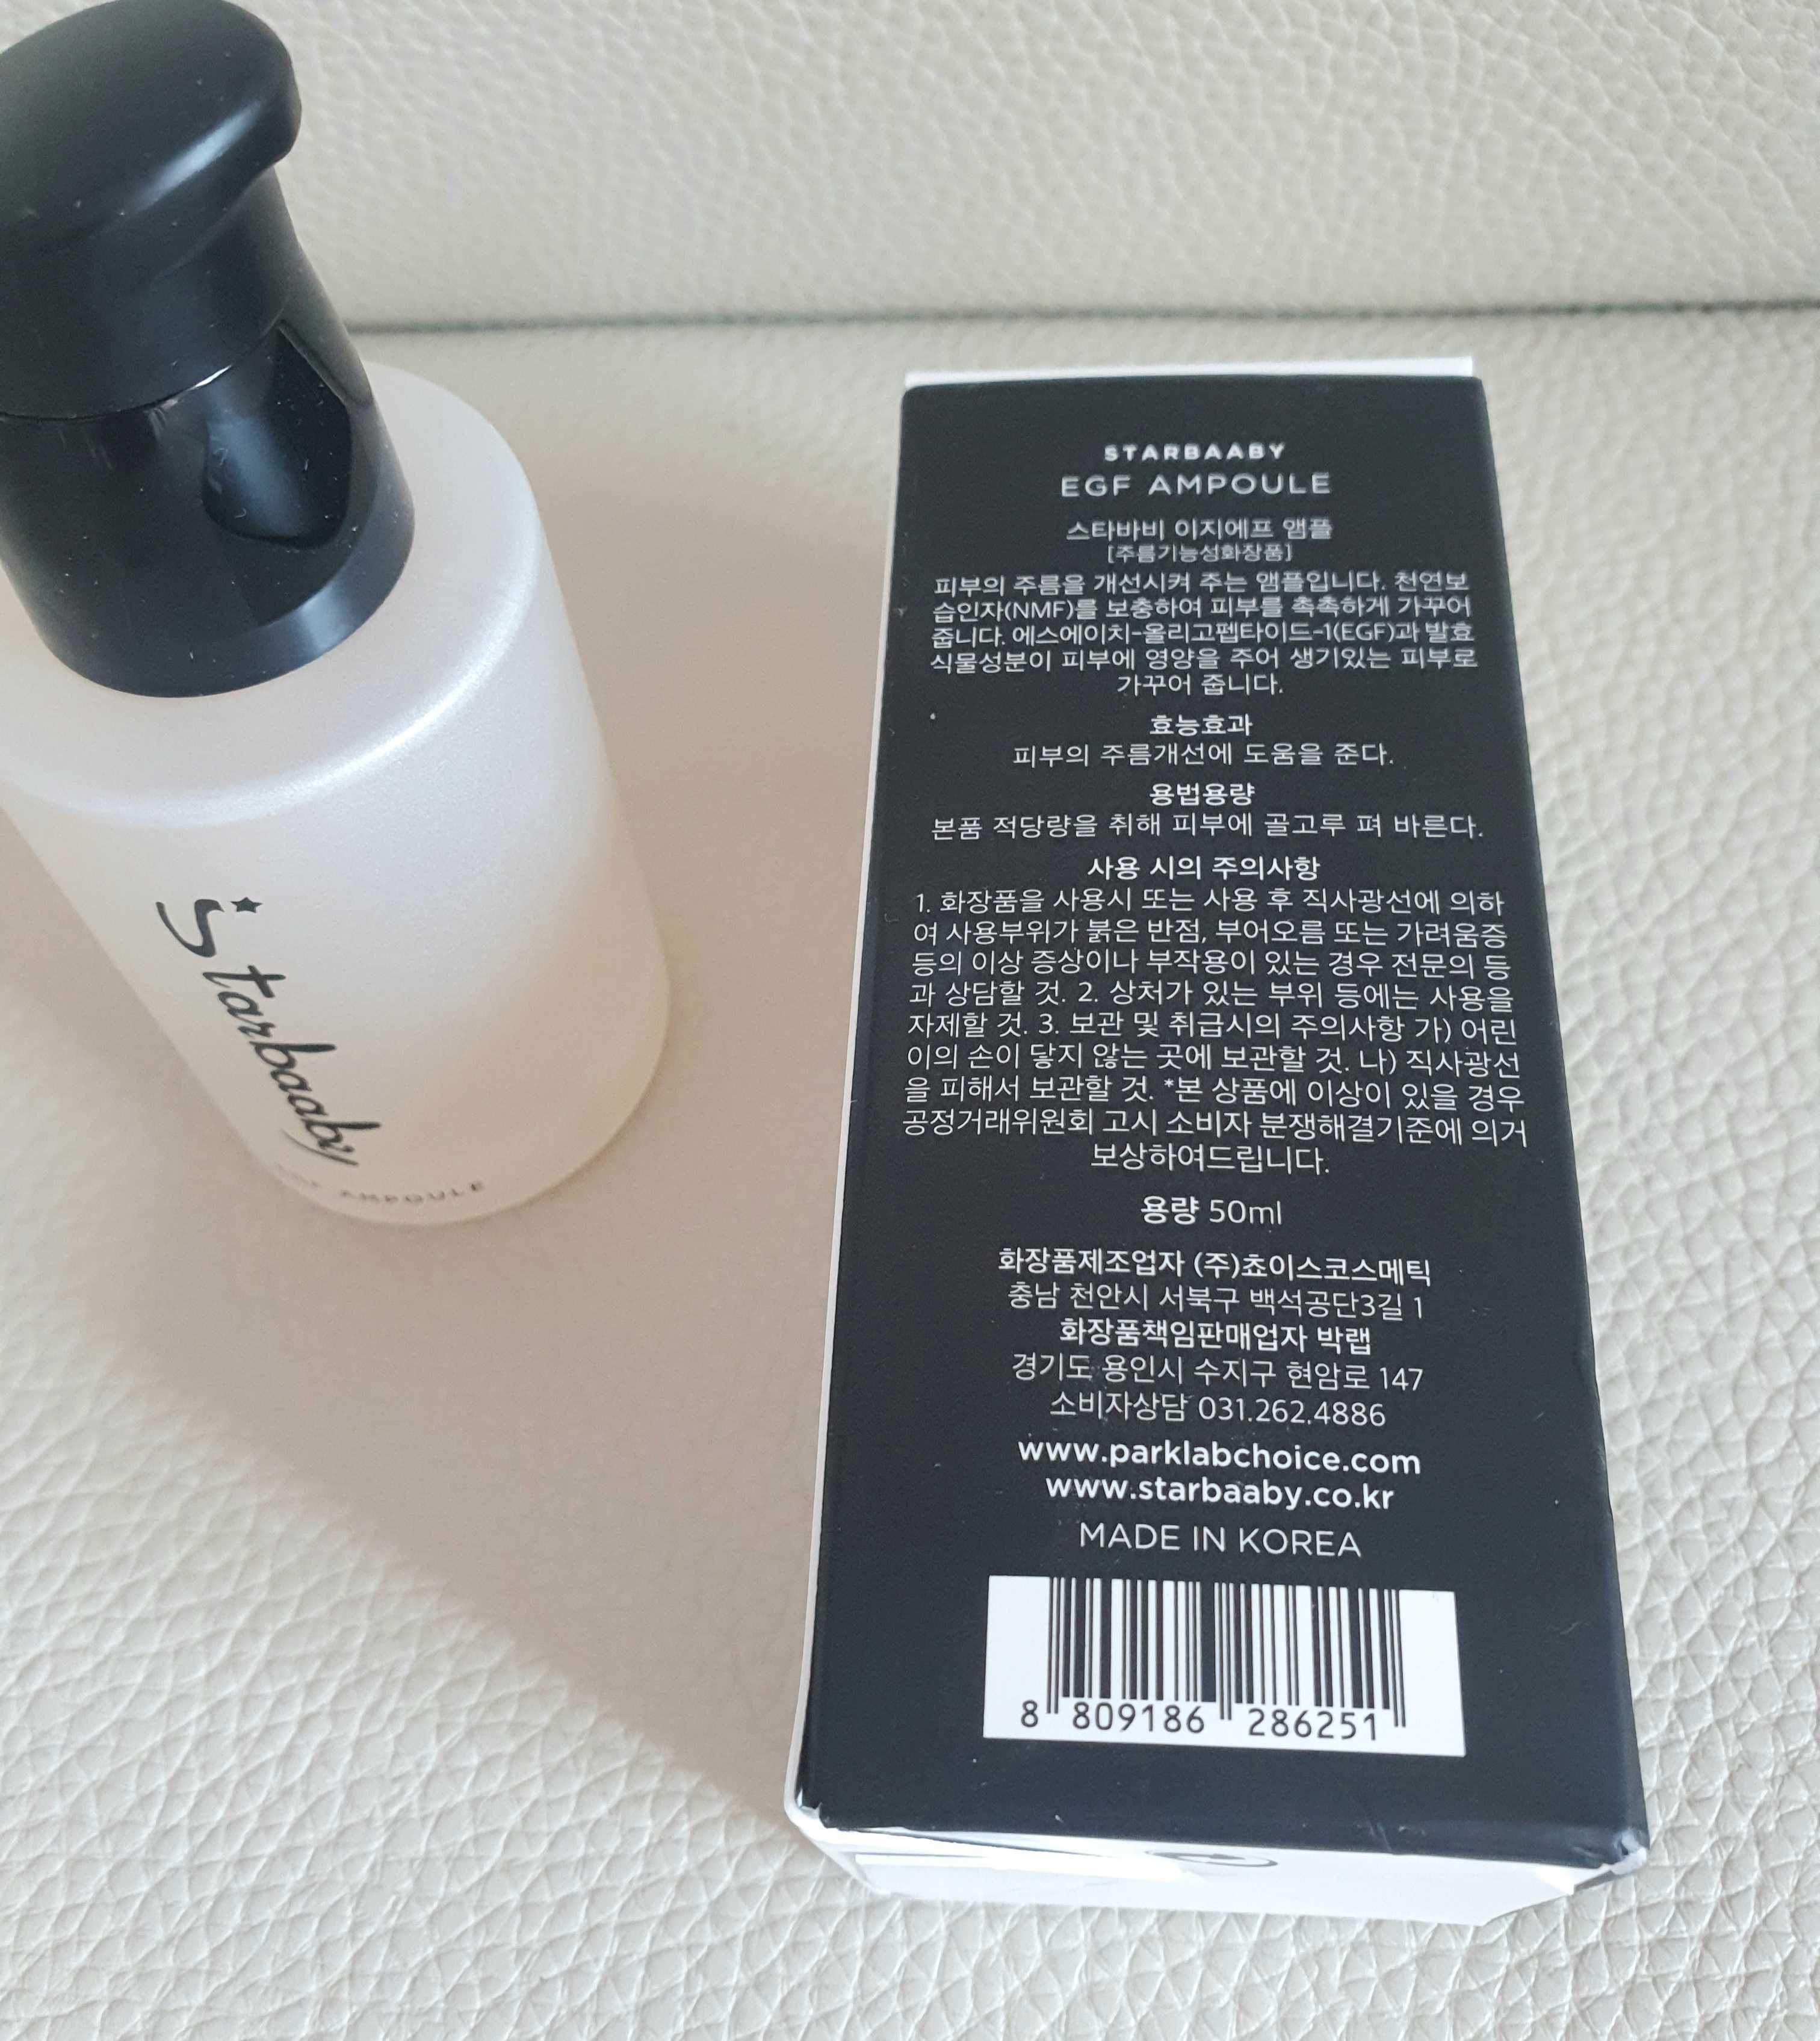 Starbaaby
EGF AMPOULE
STARBAABY
EGF AMPOULE
스타바비 이지에프 앰플
[주름기능성화장품]
피부의 주름을 개선시켜 주는 앰플입니다. 천연보
습인자(NMF)를 보충하여 피부를 촉촉하게 가꾸어
줍니다. 에스에이치-올리고펩타이드-1(EGF)과 발효
식물성분이 피부에 영양을 주어 생기있는 피부로
가꾸어 줍니다.
효능효과
피부의 주름개선에 도움을 준다.
용법용량
본품 적당량을 취해 피부에 골고루 펴 바른다.
사용 시의 주의사항
1. 화장품을 사용시 또는 사용 후 직사광선에 의하
여 사용부위가 붉은 반점, 부어오름 또는 가려움증
등의 이상 증상이나 부작용이 있는 경우 전문의 등
과 상담할 것. 2. 상처가 있는 부위 등에는 사용을
자제할 것. 3. 보관 및 취급시의 주의사항 가) 어린
이의 손이 닿지 않는 곳에 보관할 것. 나) 직사광선
을 피해서 보관할 것. *본 상품에 이상이 있을 경우
공정거래위원회 고시 소비자 분쟁해결기준에 의거
보상하여드립니다.
용량 50ml
화장품제조업자 (주)쵸이스코스메틱
충남 천안시 서북구 백석공단3길 1
화장품책임판매업자 박랩
경기도 용인시 수지구 현암로 147
소비자상담 031.262.4886
www.parklabchoice.com
www.starbaaby.co.kr
MADE IN KOREA
8 809186 286251